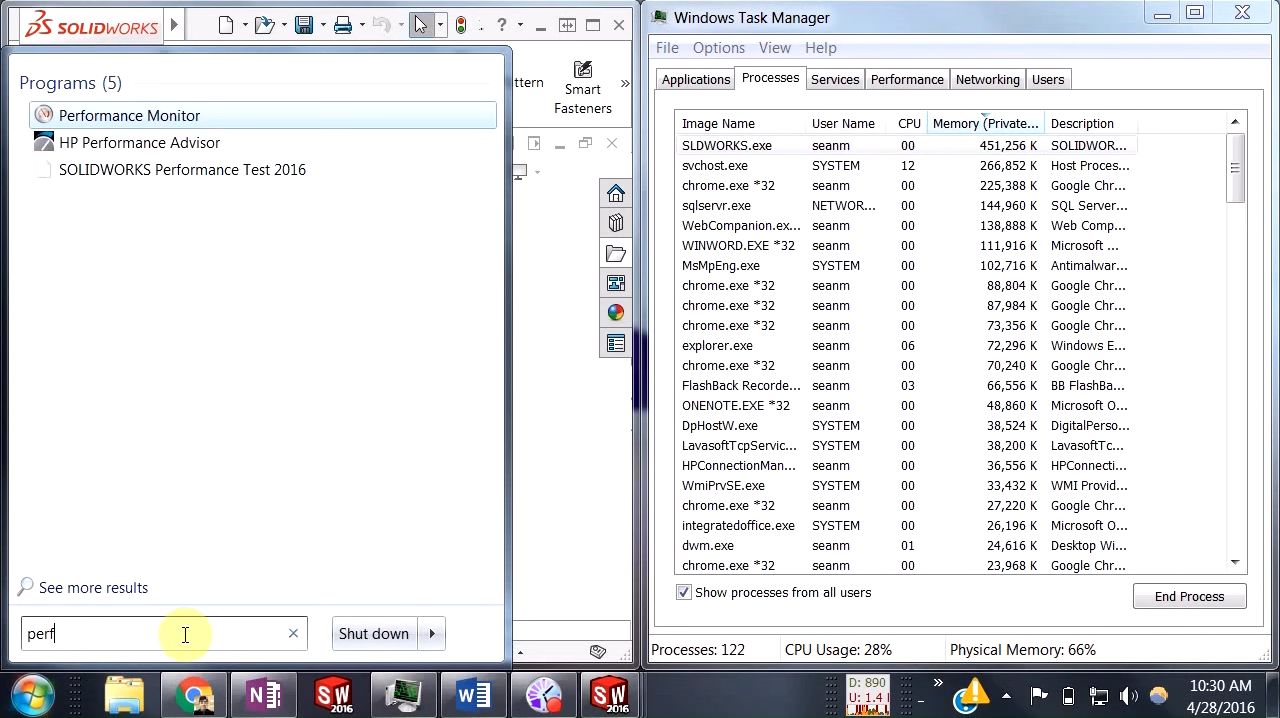 SOLIDWORKS
?
Programs (5)
Performance Monitor
HP Performance Advisor
SOLIDWORKS Performance Test 2016
See more results
perf
Shut down
ttern
Smart
Fasteners
»
Windows Task Manager
File Options View Help
Applications Processes Services Performance Networking Users
Image Name User Name CPU Memory (Private... Description
SLDWORKS.exe seanm 00 451,256 K SOLIDWOR...
svchost.exe SYSTEM 12 266,852 K Host Proces...
chrome.exe *32 seanm 00 225,388 K Google Chr...
sqlservr.exe NETWOR... 00 144,960 K SQL Server...
WebCompanion.ex... seanm 00 138,888 K Web Comp...
WINWORD.EXE *32 seanm 00 111,916 K Microsoft ...
MsMpEng.exe SYSTEM 00 102,716 K Antimalwar...
chrome.exe *32 seanm 00 88,804 K Google Chr...
chrome.exe *32 seanm 00 87,984 K Google Chr...
chrome.exe *32 seanm 00 73,356 K Google Chr...
explorer.exe seanm 06 72,296 K Windows E...
chrome.exe *32 seanm 00 70,240 K Google Chr...
FlashBack Recorde... seanm 03 66,556 K BB FlashBa...
ONENOTE.EXE *32 seanm 00 48,860 K Microsoft O...
DpHostW.exe SYSTEM 00 38,524 K DigitalPerso...
LavasoftTcpServic... SYSTEM 00 38,200 K LavasoftTc...
HPConnectionMan... seanm 00 36,556 K HPConnecti...
WmiPrvSE.exe SYSTEM 00 33,432 K WMI Provid...
chrome.exe *32 seanm 00 27,220 K Google Chr...
integratedoffice.exe SYSTEM 00 26,196 K Microsoft O...
dwm.exe seanm 01 24,616 K Desktop Wi...
chrome.exe *32 seanm 00 23,968 K Google Chr...
Show processes from all users
End Process
Processes: 122 CPU Usage: 28% Physical Memory: 66%
N SW 2016 W SW 2016
D: 890
U: 1.41
»
10:30 AM
4/28/2016